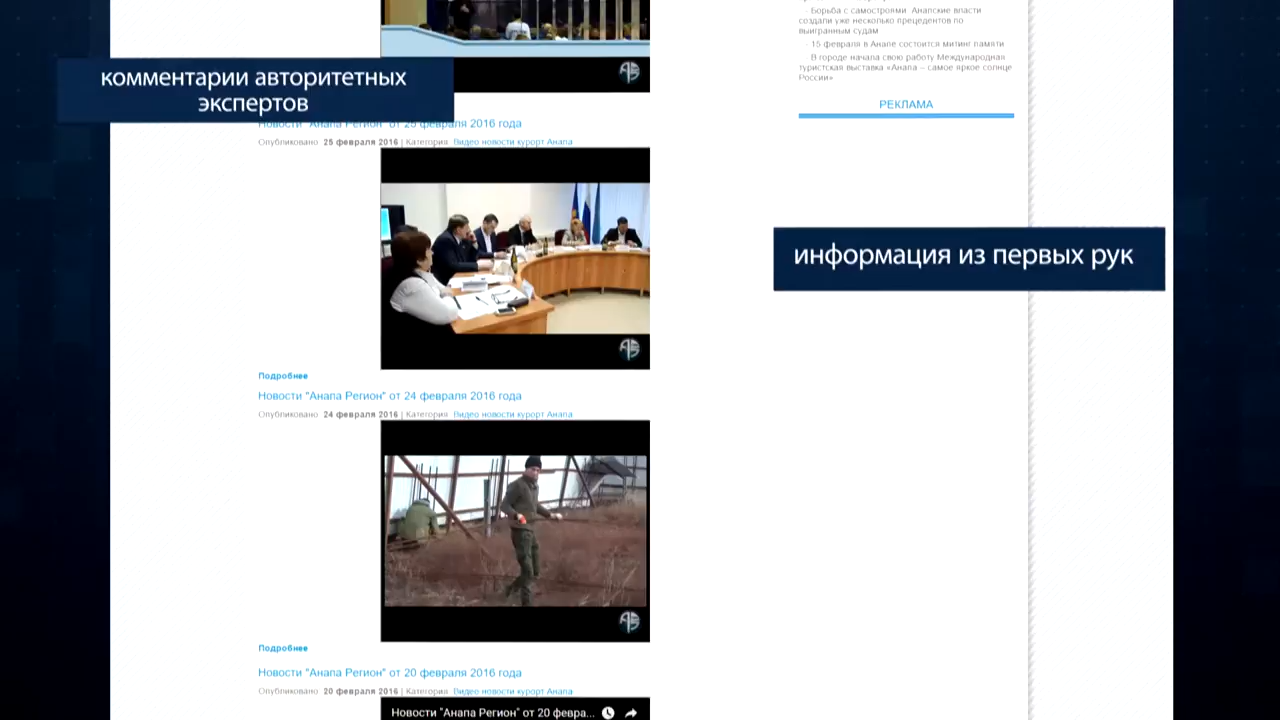 комментарии авторитетных
экспертов
Новости "Анапа Регион" от 25 февраля 2016 года
Опубликовано 25 февраля 2016 | Категория Видео новости курорт Анапа
Подробнее
Новости "Анапа Регион" от 24 февраля 2016 года
Опубликовано 24 февраля 2016 | Категория Видео новости курорт Анапа
Подробнее
Новости "Анапа Регион" от 20 февраля 2016 года
Опубликовано 20 февраля 2016 | Категория Видео новости курорт Анапа
Новости "Анапа Регион" от 20 февра...
Борьба с самостроями. Анапские власти
создали уже несколько прецедентов по
выигранным судам
15 февраля в Анапе состоится митинг памяти
В городе начала свою работу Международная
туристская выставка «Анапа – самое яркое солнце
России»
РЕКЛАМА
информация из первых рук